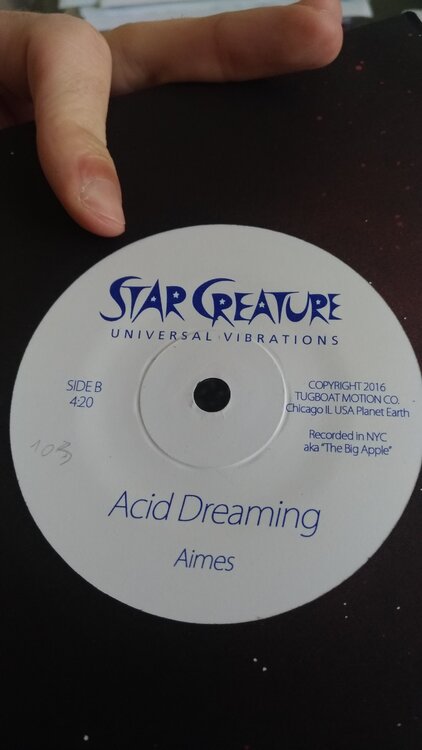 STAR CREATURE
UNIVERSAL VIBRATIONS
SIDE B
4:20
COPYRIGHT 2016
TUGBOAT MOTION CO.
Chicago IL USA Planet Earth
Recorded in NYC
aka "The Big Apple"
103
Acid Dreaming
Aimes